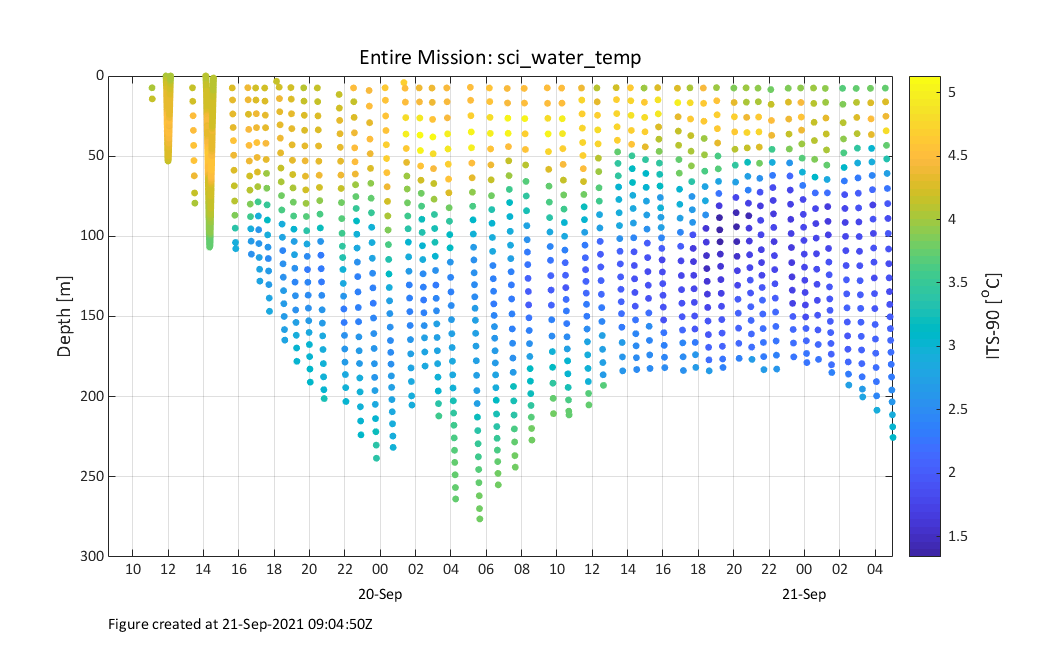 Entire Mission: sci_water_temp
0
50
100
150
200
250
300
Depth [m]
10 12 14 16 18 20 22 00 02 04 06 08 10 12 14 16 18 20 22 00 02 04
20-Sep 21-Sep
5
4.5
4
3.5
3
2.5
2
1.5
ITS-90 [°C]
Figure created at 21-Sep-2021 09:04:50Z